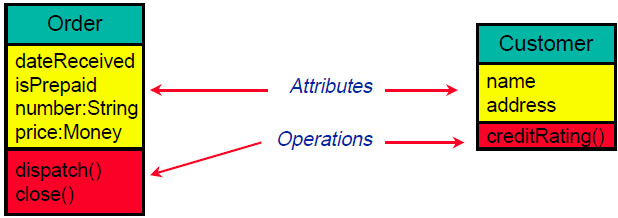 Order
dateReceived
isPrepaid
number:String
price:Money
dispatch()
close()
Attributes
Operations
Customer
name
address
creditRating()